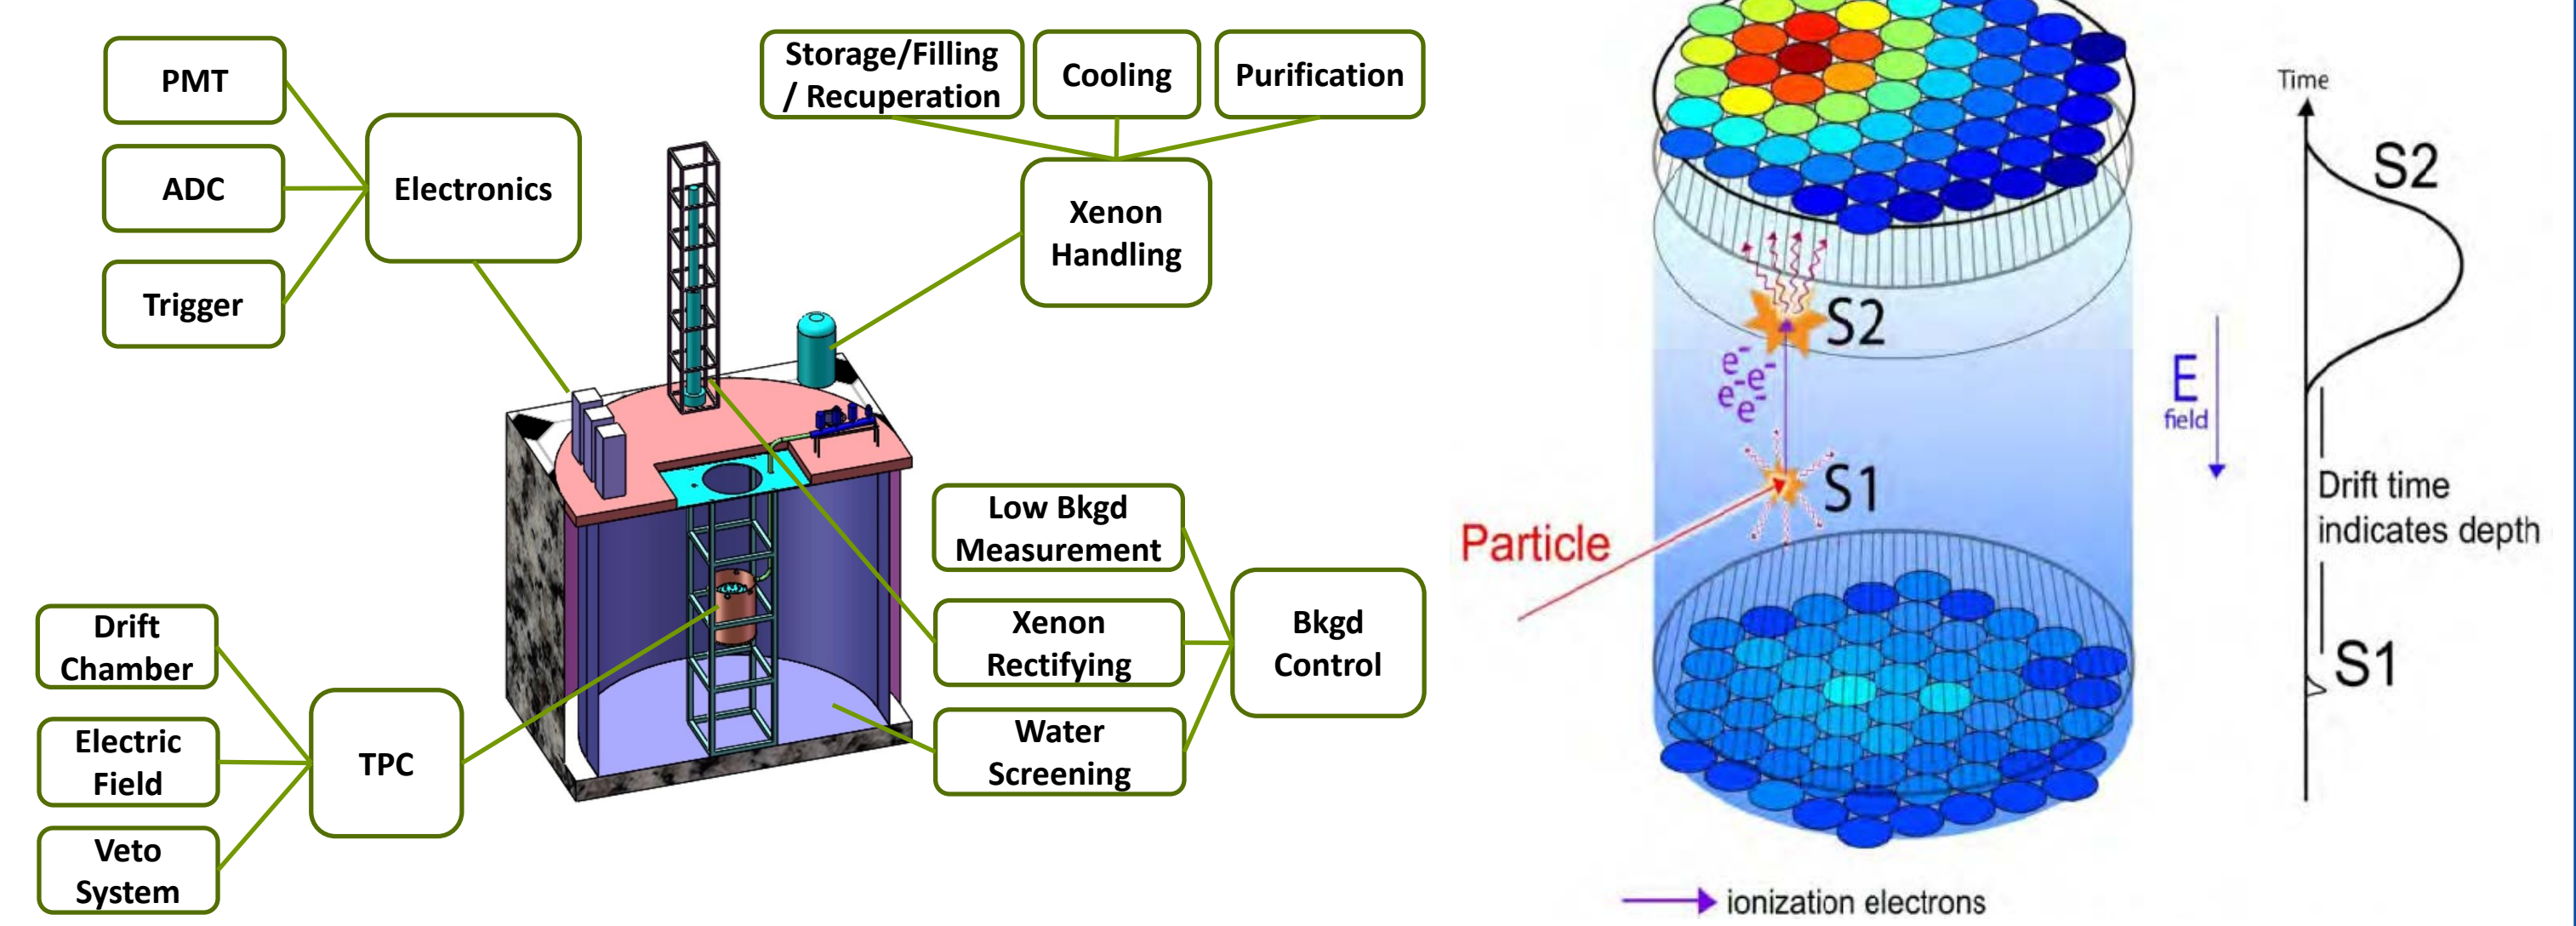 PMT
ADC
Trigger
Electronics
Storage/Filling
/ Recuperation
Cooling
Purification
Xenon
Handling
Low Bkgd
Measurement
Xenon
Rectifying
Water
Screening
Bkgd
Control
Drift
Chamber
Electric
Field
Veto
System
TPC
S2
e-
e-
e-
e-
S1
Particle
E
field
ionization electrons
Time
S2
Drift time
indicates depth
S1